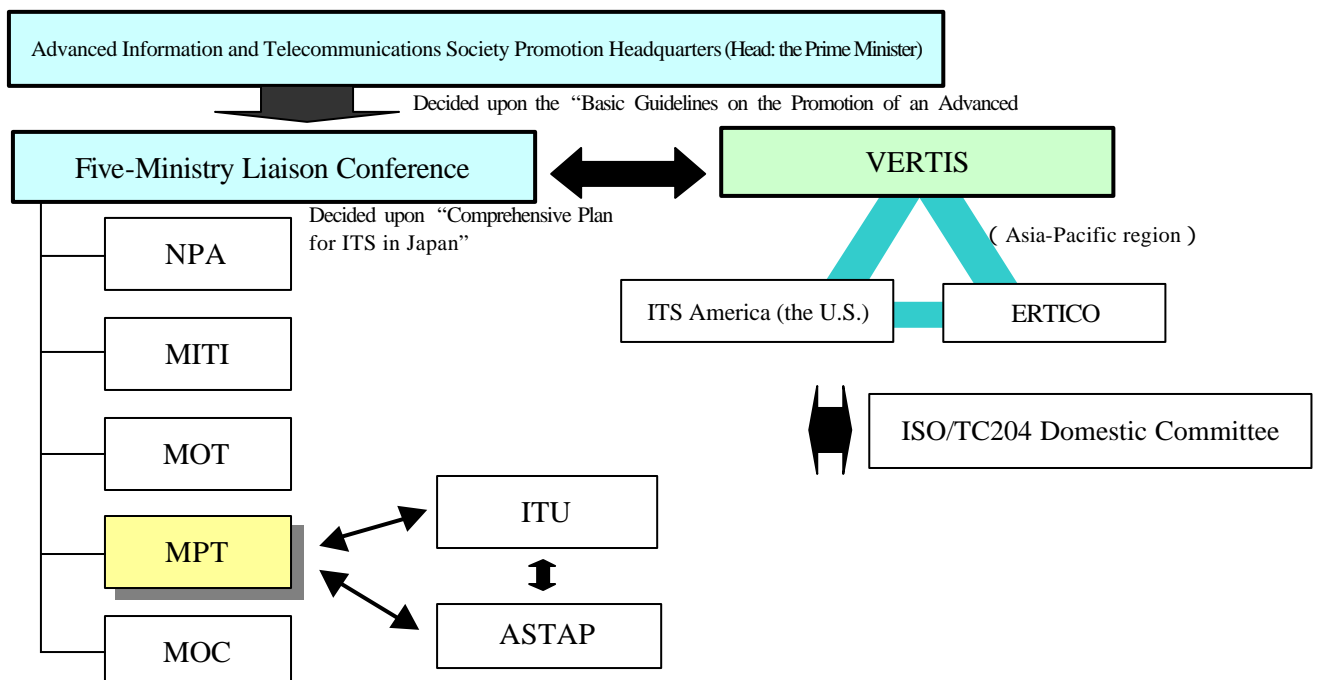 Advanced Information and Telecommunications Society Promotion Headquarters (Head: the Prime Minister)
Decided upon the “Basic Guidelines on the Promotion of an Advanced
Five-Ministry Liaison Conference
VERTIS
Decided upon “Comprehensive Plan
for ITS in Japan”
( Asia-Pacific region )
NPA
ITS America (the U.S.)
ERTICO
MITI
MOT
ISO/TC204 Domestic Committee
ITU
MPT
ASTAP
MOC